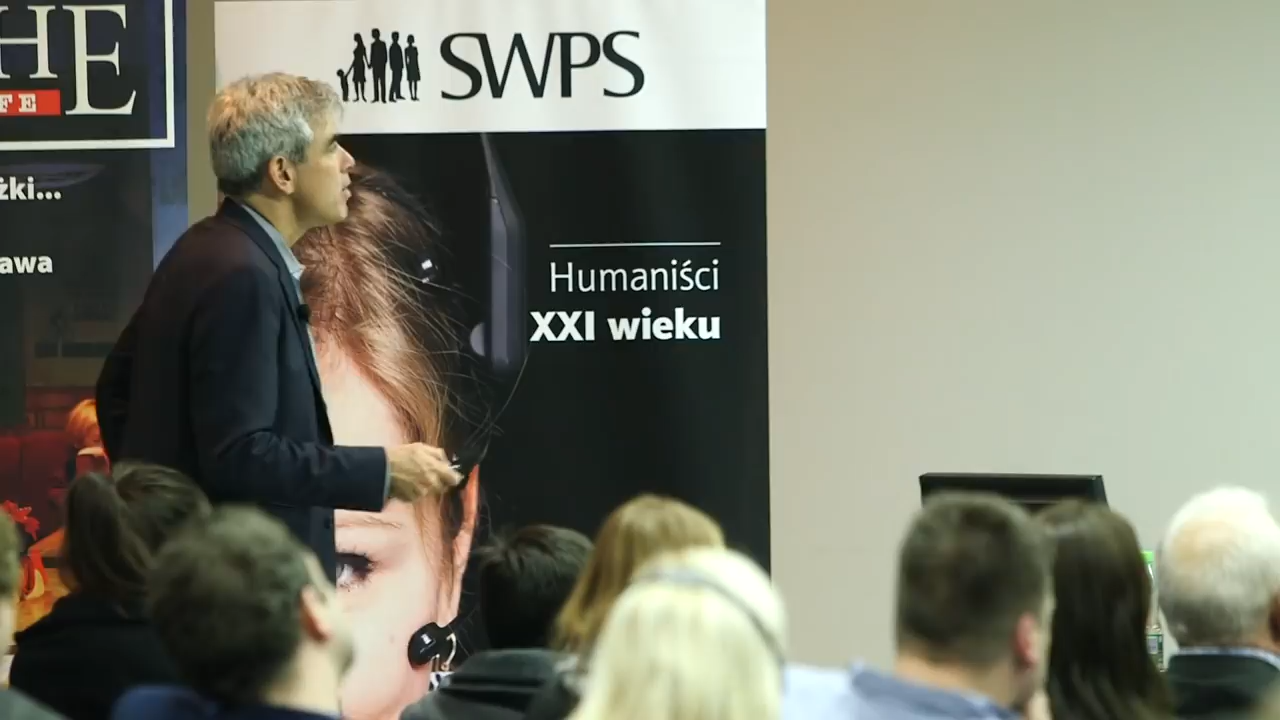 HE
FE
żki...
awa
SWPS
Humaniści
XXI wieku